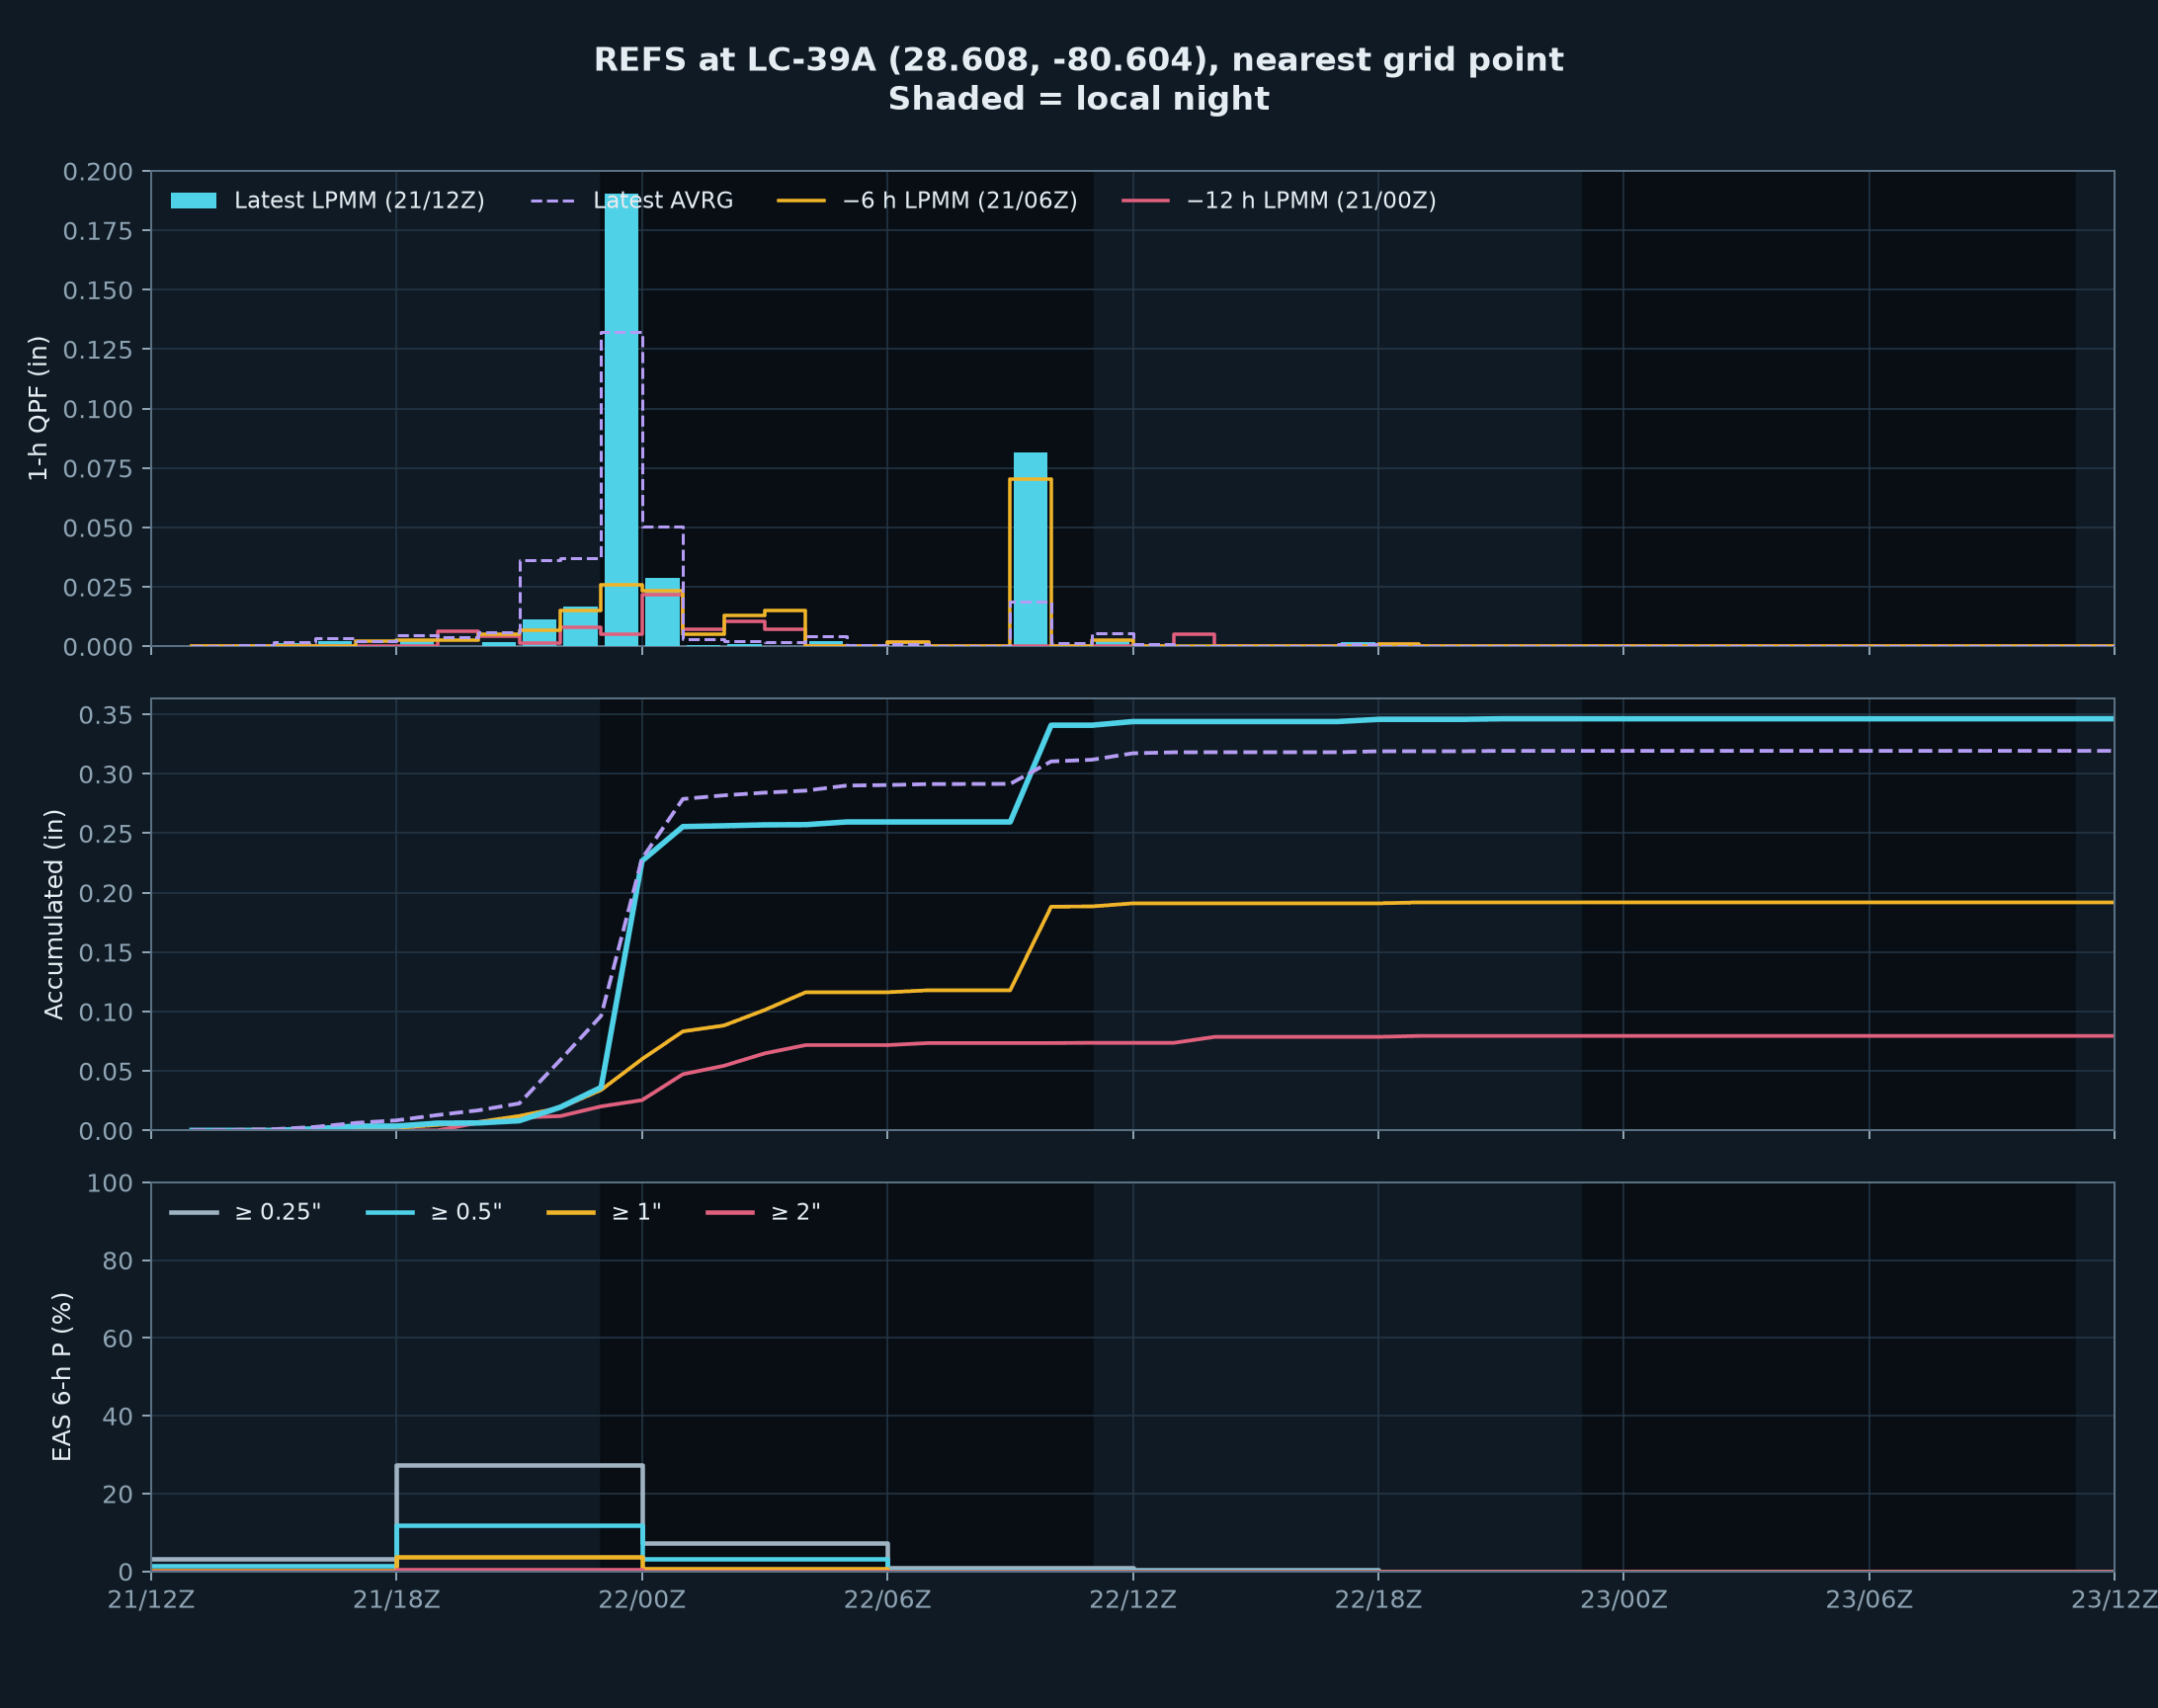 REFS at LC-39A (28.608, -80.604), nearest grid point
Shaded = local night
Latest LPMM (21/12Z)
Latest AVRG
−6 h LPMM (21/06Z)
−12 h LPMM (21/00Z)
1-h QPF (in)
0.200
0.175
0.150
0.125
0.100
0.075
0.050
0.025
0.000
Accumulated (in)
0.35
0.30
0.25
0.20
0.15
0.10
0.05
0.00
≥ 0.25"
≥ 0.5"
≥ 1"
≥ 2"
EAS 6-h P (%)
100
80
60
40
20
0
21/12Z
21/18Z
22/00Z
22/06Z
22/12Z
22/18Z
23/00Z
23/06Z
23/12Z